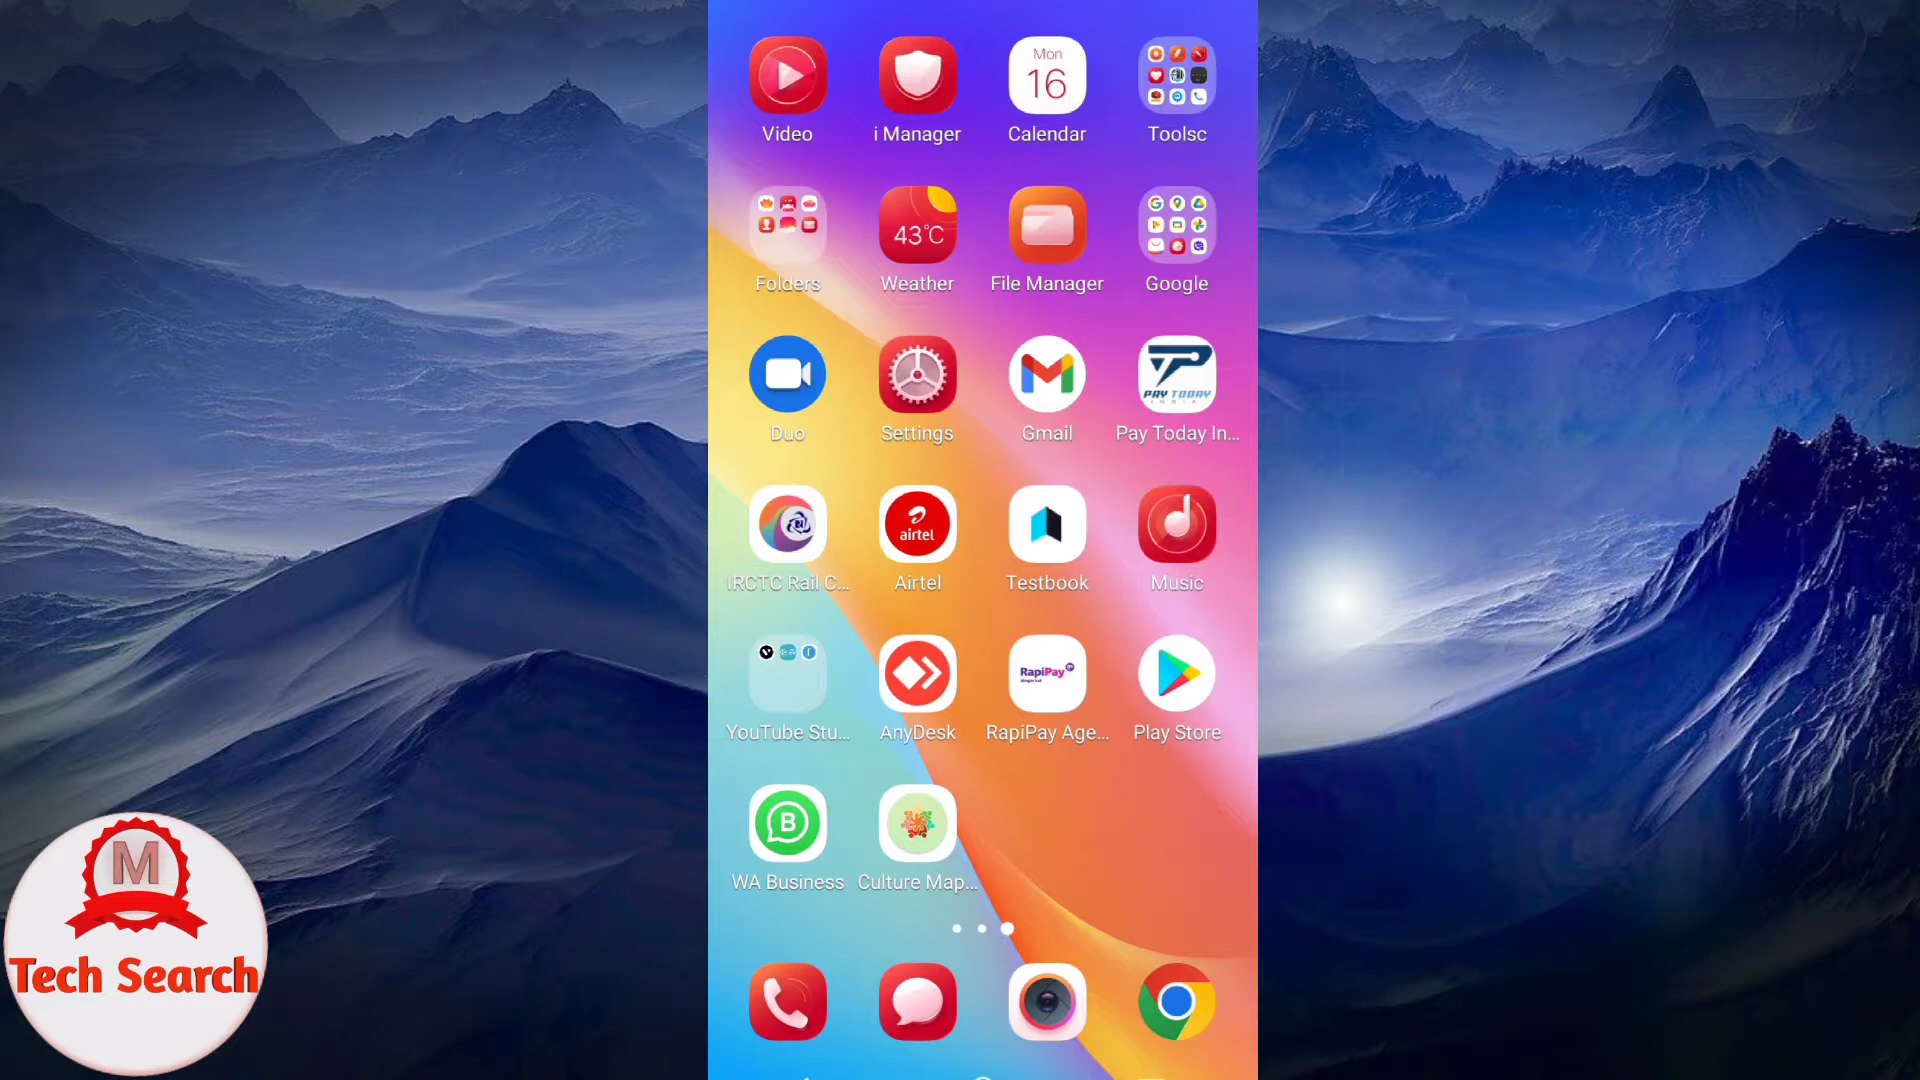 Mon
16
Video
i Manager
Calendar
Toolsc
43°C
Folders
Weather
File Manager
Google
PAY TODAY
INDIA
Duo
Settings
Gmail
Pay Today In...
airtel
IRCTC Rail C...
Airtel
Testbook
Music
RapiPay
YouTube Stu...
AnyDesk
RapiPay Age...
Play Store
B
WA Business
Culture Map...
M
Tech Search